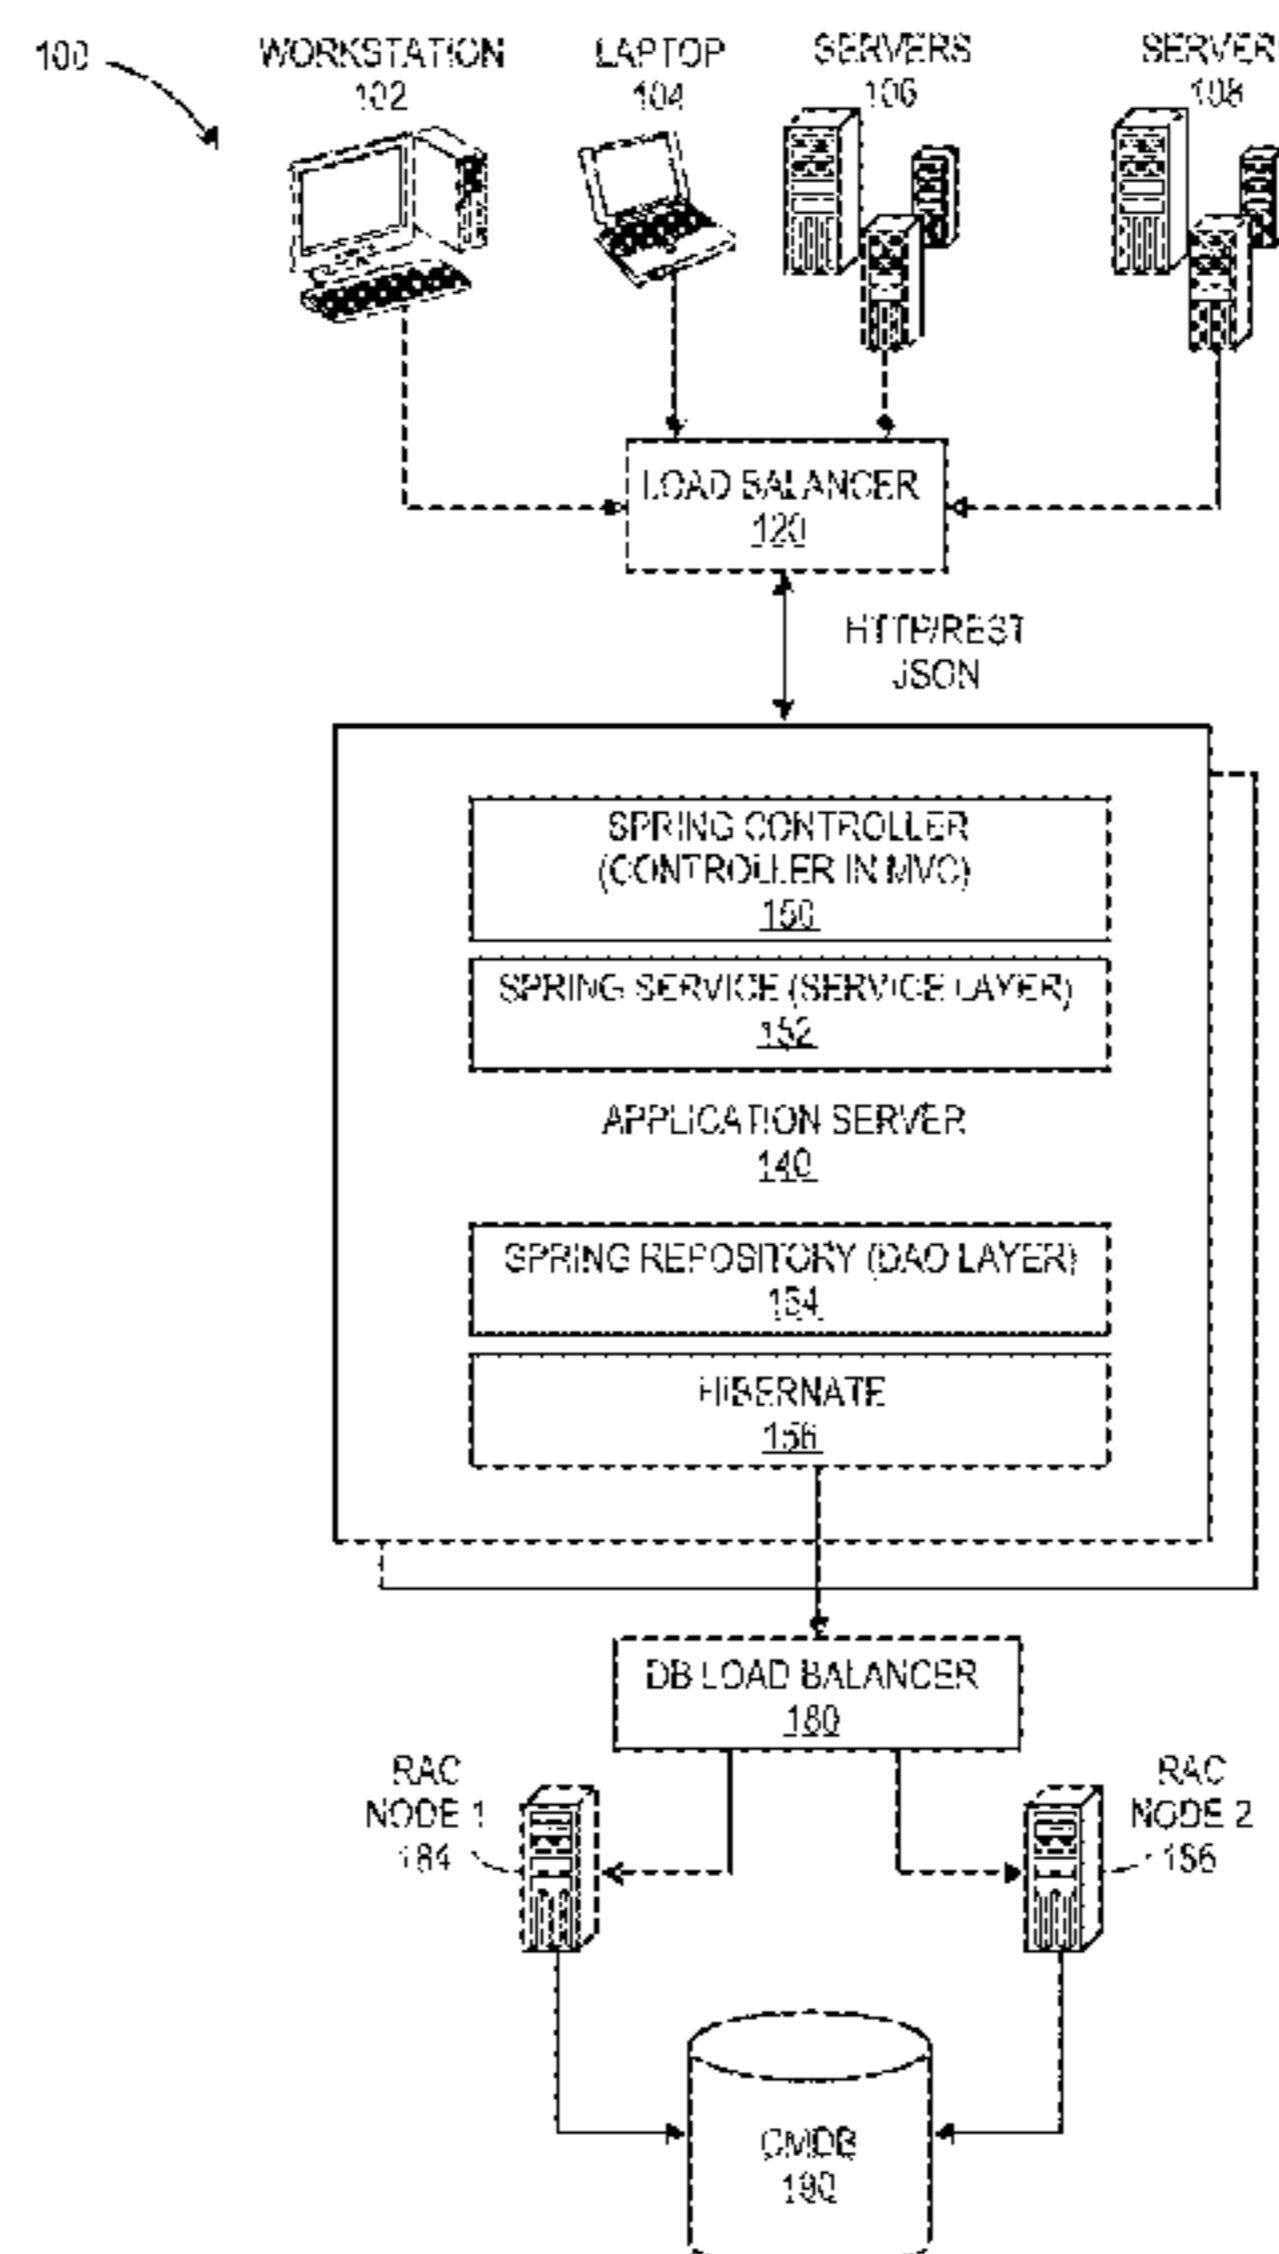 100
WORKSTATION
102
LAPTOP
104
SERVERS
106
SERVERS
108
LOAD BALANCER
120
HTTP/REST
JSON
SPRING CONTROLLER
(CONTROLLER IN MVC)
150
SPRING SERVICE (SERVICE LAYER)
152
APPLICATION SERVER
140
SPRING REPOSITORY (DAO LAYER)
154
HIBERNATE
156
DB LOAD BALANCER
180
RAC
NODE 1
184
RAC
NODE 2
186
CMDB
190